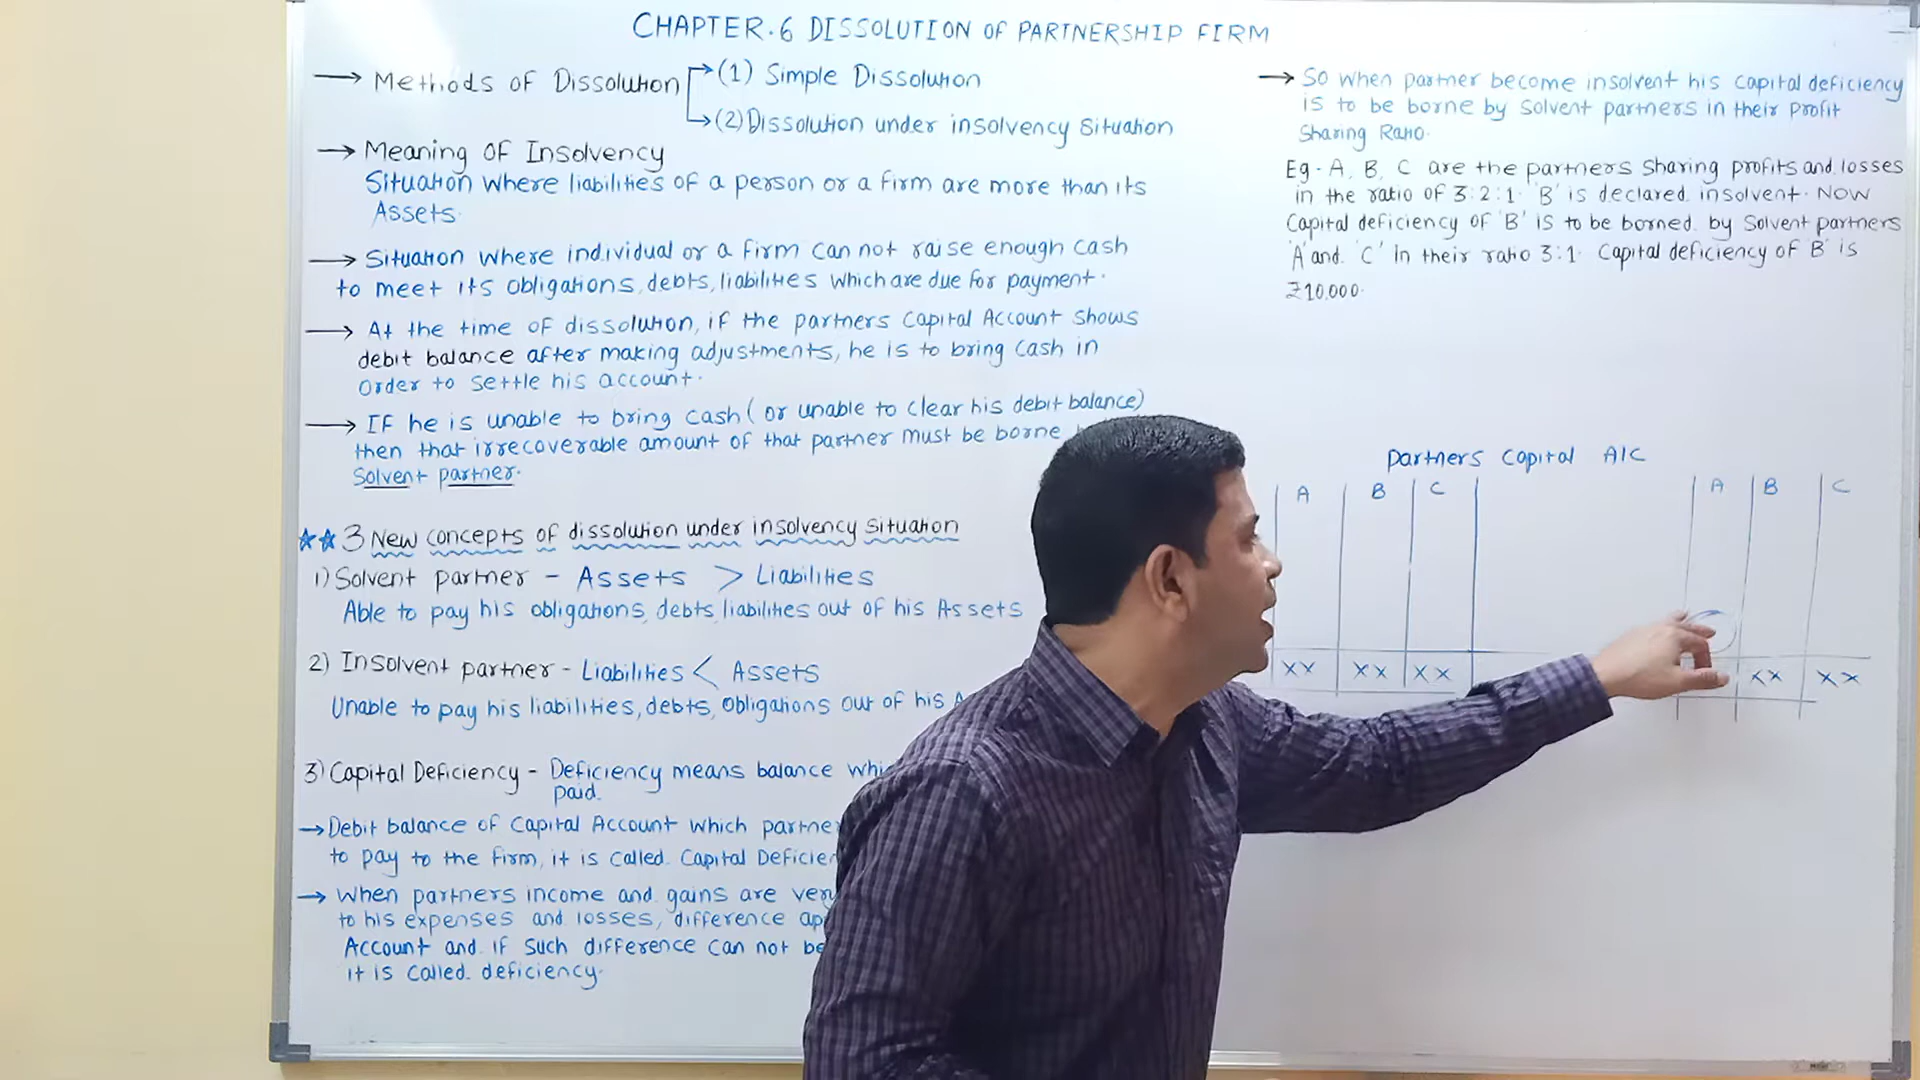 CHAPTER.6 DISSOLUTION OF PARTNERSHIP FIRM
→ Methods of Dissolution
(1) Simple Dissolution
(2) Dissolution under insolvency Situation
→ Meaning of Insolvency
Situation where liabilities of a person or a firm are more than its
Assets.
→ Situation where individual or a firm can not raise enough cash
to meet its obligations, debts, liabilities which are due for payment.
→ At the time of dissolution, if the partners Capital Account shows
debit balance after making adjustments, he is to bring cash in
order to settle his account.
→ If he is unable to bring cash (or unable to clear his debit balance)
then that irrecoverable amount of that partner must be borne
Solvent partner.
★★ 3 New concepts of dissolution under insolvency situation
1) Solvent partner - Assets > Liabilities
Able to pay his obligations, debts, liabilities out of his Assets
2) Insolvent partner - Liabilities < Assets
Unable to pay his liabilities, debts, obligations out of his
3) Capital Deficiency - Deficiency means balance
paid.
→ Debit balance of Capital Account which
to pay to the firm, it is called Capital
→ When partners income and gains are
to his expenses and losses, difference
Account and if such difference can not
it is called deficiency.
→ So when partner become insolvent his capital deficiency
is to be borne by solvent partners in their profit
Sharing Ratio.
Eg. A, B, C are the partners sharing profits and losses
in the ratio of 3:2:1. 'B' is declared insolvent. Now
Capital deficiency of 'B' is to be borned by Solvent partners
'A' and 'C' in their ratio 3:1. Capital deficiency of B is
₹10,000.
Partners Capital A/C
A B C A B C
XX XX XX XX XX